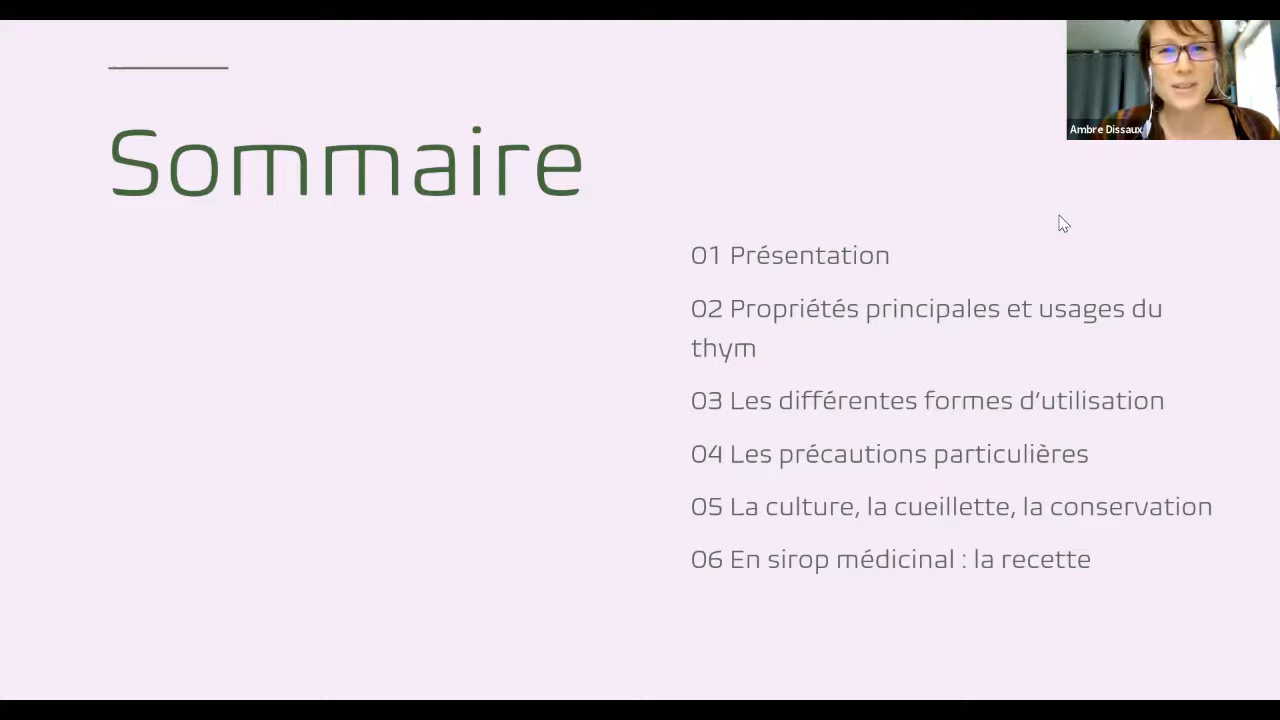 Ambre Dissaux
Sommaire
01 Présentation
02 Propriétés principales et usages du
thym
03 Les différentes formes d’utilisation
04 Les précautions particulières
05 La culture, la cueillette, la conservation
06 En sirop médicinal : la recette